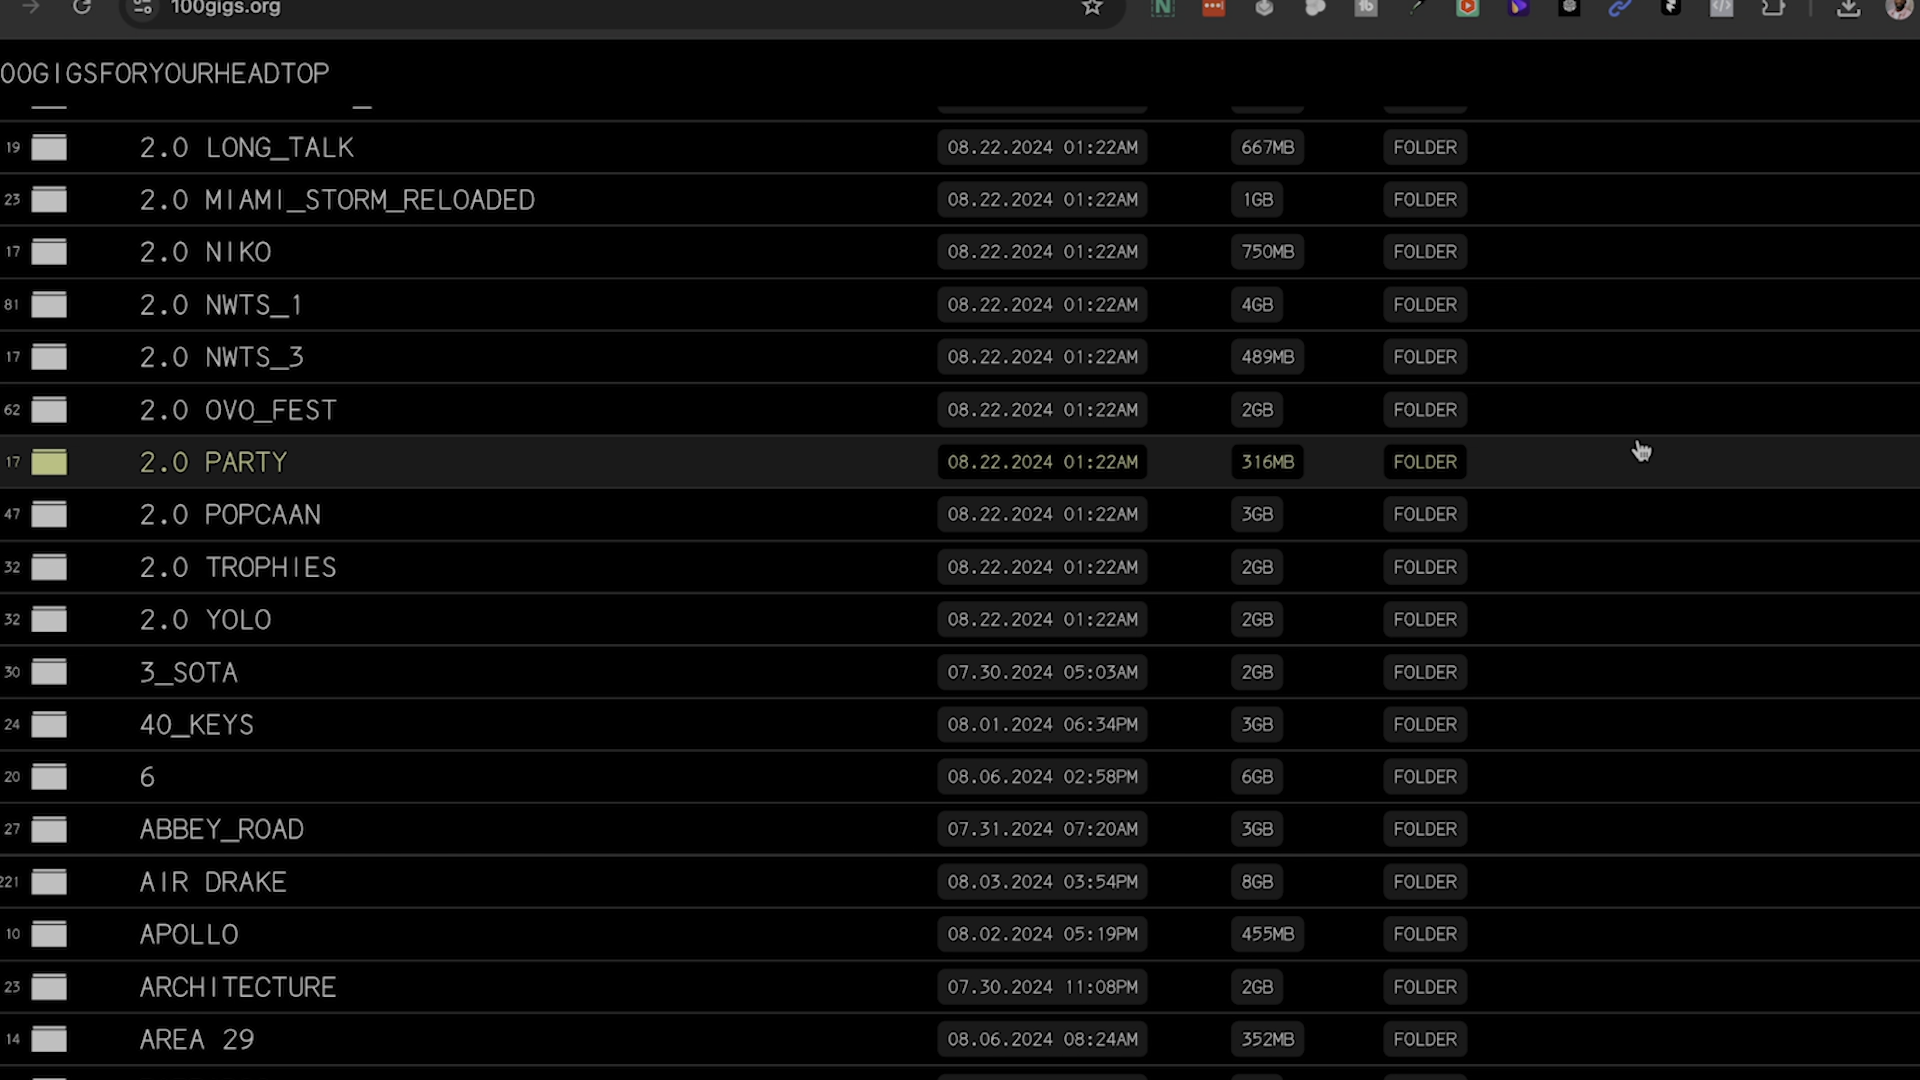 100gigs.org
00GIGSFORYOURHEADTOP
19 2.0 LONG_TALK 08.22.2024 01:22AM 667MB FOLDER
23 2.0 MIAMI_STORM_RELOADED 08.22.2024 01:22AM 1GB FOLDER
17 2.0 NIKO 08.22.2024 01:22AM 750MB FOLDER
81 2.0 NWTS_1 08.22.2024 01:22AM 4GB FOLDER
17 2.0 NWTS_3 08.22.2024 01:22AM 489MB FOLDER
62 2.0 OVO_FEST 08.22.2024 01:22AM 2GB FOLDER
17 2.0 PARTY 08.22.2024 01:22AM 316MB FOLDER
47 2.0 POPCAAN 08.22.2024 01:22AM 3GB FOLDER
32 2.0 TROPHIES 08.22.2024 01:22AM 2GB FOLDER
32 2.0 YOLO 08.22.2024 01:22AM 2GB FOLDER
30 3_SOTA 07.30.2024 05:03AM 2GB FOLDER
24 40_KEYS 08.01.2024 06:34PM 3GB FOLDER
20 6 08.06.2024 02:58PM 6GB FOLDER
27 ABBEY_ROAD 07.31.2024 07:20AM 3GB FOLDER
221 AIR DRAKE 08.03.2024 03:54PM 8GB FOLDER
10 APOLLO 08.02.2024 05:19PM 455MB FOLDER
23 ARCHITECTURE 07.30.2024 11:08PM 2GB FOLDER
14 AREA 29 08.06.2024 08:24AM 352MB FOLDER